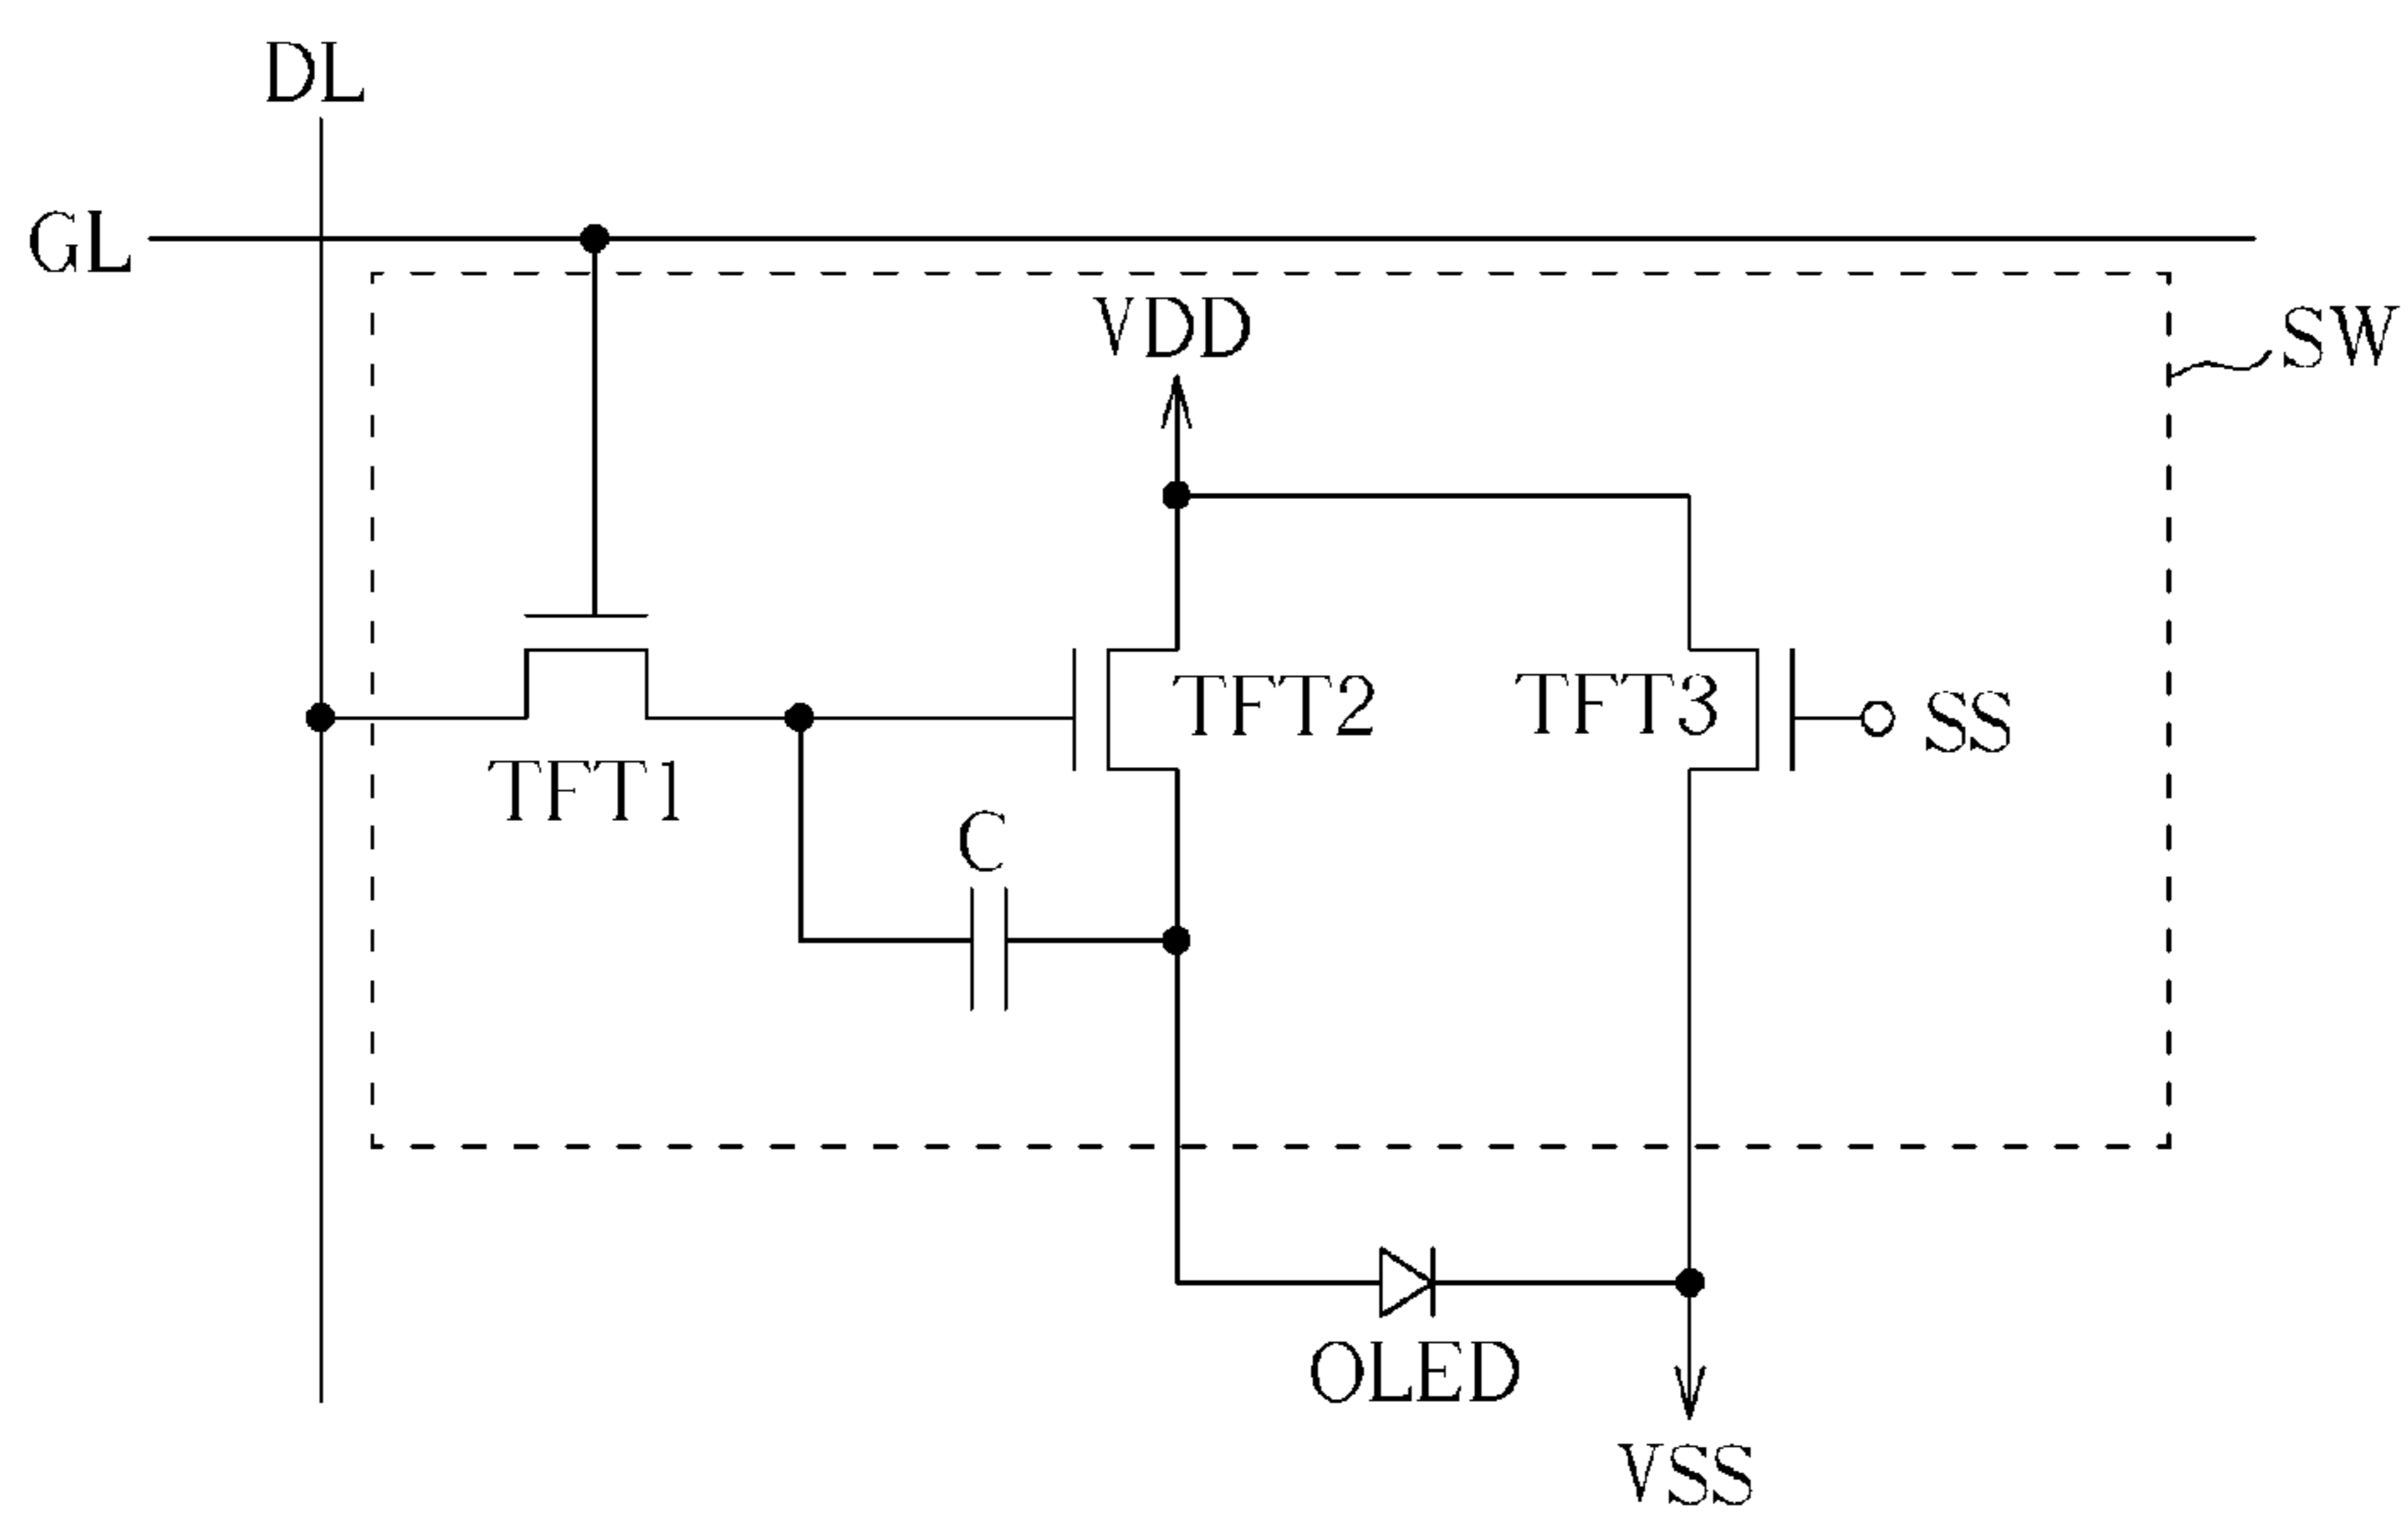 DL
GL
VDD
SW
TFT2
TFT3
SS
TFT1
C
OLED
VSS